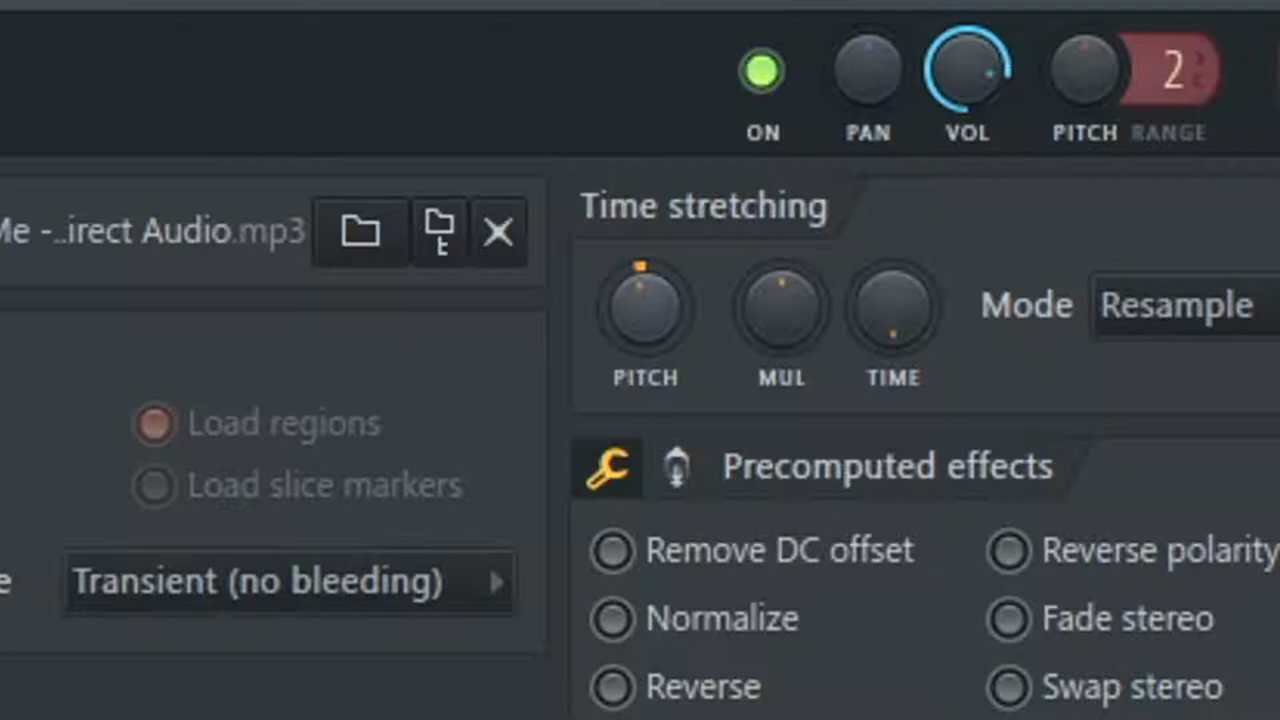 2
ON PAN VOL PITCH RANGE
Me -..irect Audio.mp3
Time stretching
PITCH MUL TIME
Mode Resample
Load regions
Load slice markers
Transient (no bleeding)
Precomputed effects
Remove DC offset
Reverse polarity
Normalize
Fade stereo
Reverse
Swap stereo